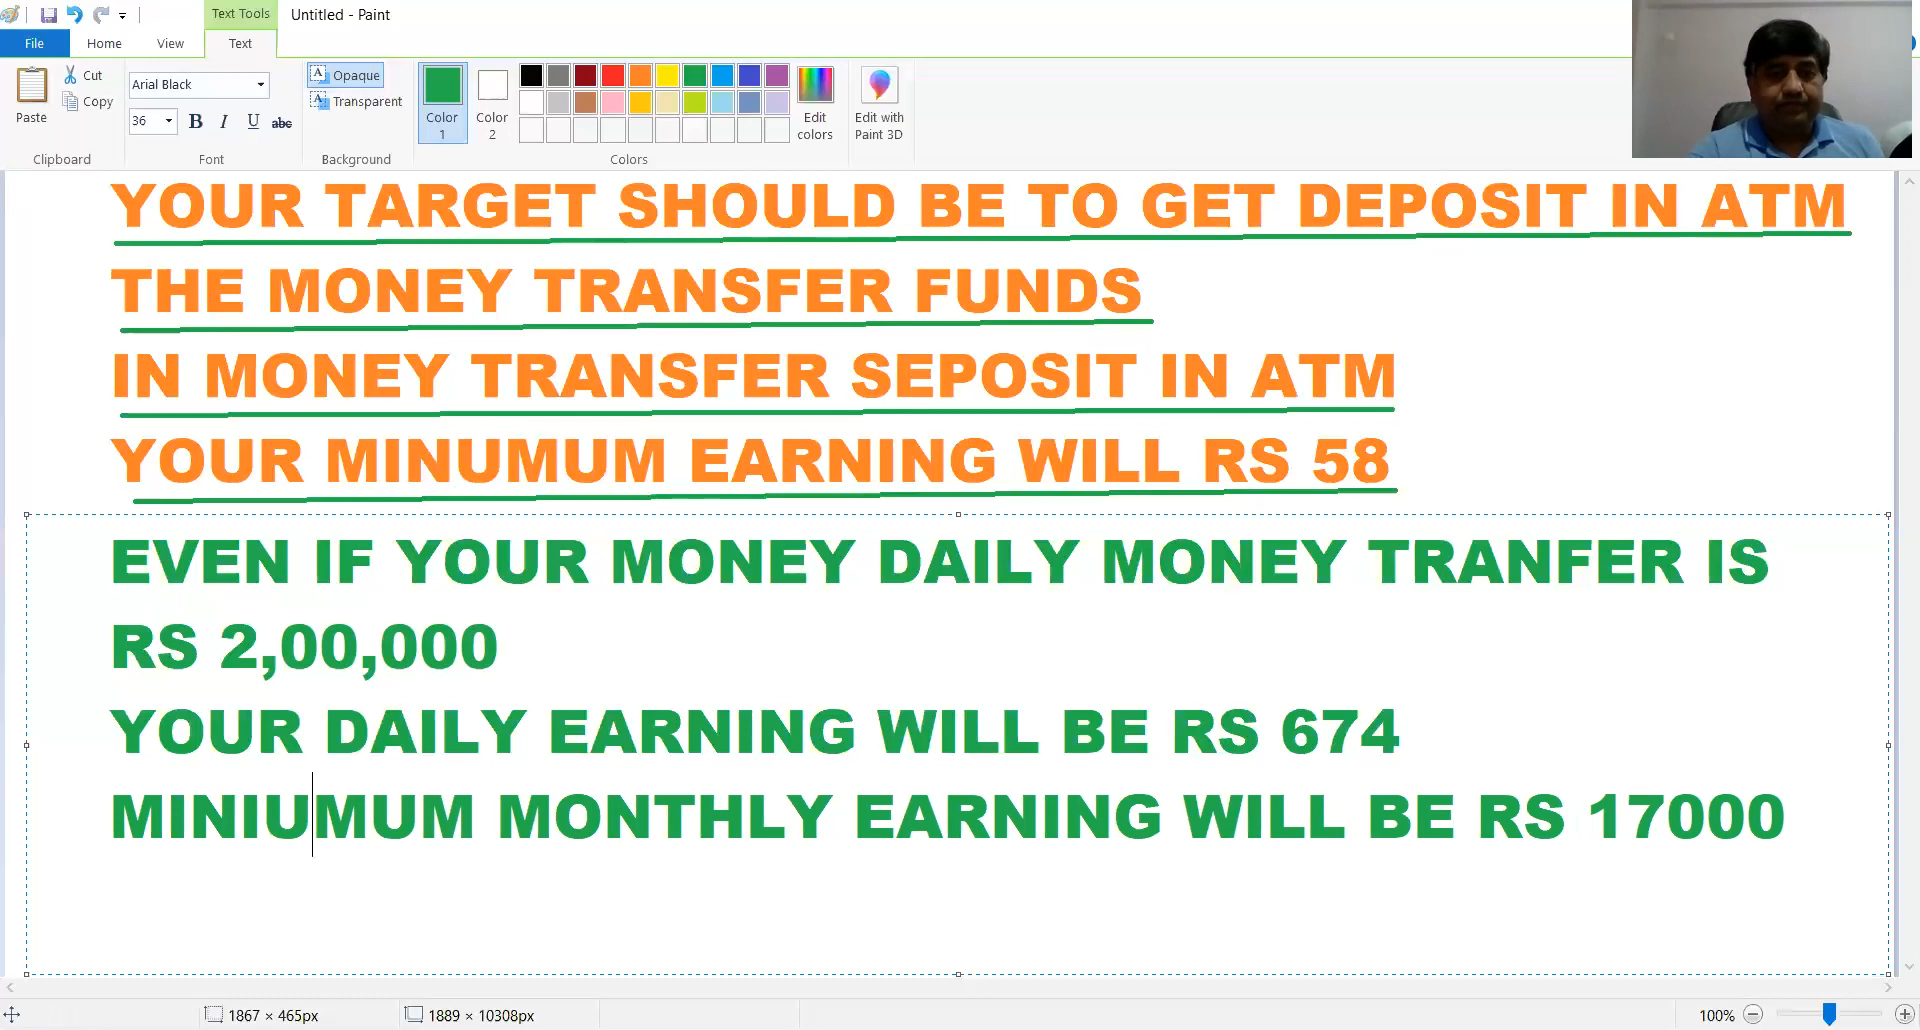 Text Tools Untitled - Paint
File Home View Text
Paste Cut Copy
Arial Black
36 B I U abc
Opaque
Transparent
Color 1 Color 2 Edit colors Edit with Paint 3D
Clipboard Font Background Colors
YOUR TARGET SHOULD BE TO GET DEPOSIT IN ATM
THE MONEY TRANSFER FUNDS
IN MONEY TRANSFER SEPOSIT IN ATM
YOUR MINUMUM EARNING WILL RS 58
EVEN IF YOUR MONEY DAILY MONEY TRANFER IS
RS 2,00,000
YOUR DAILY EARNING WILL BE RS 674
MINIUMUM MONTHLY EARNING WILL BE RS 17000
1867 × 465px 1889 × 10308px 100%